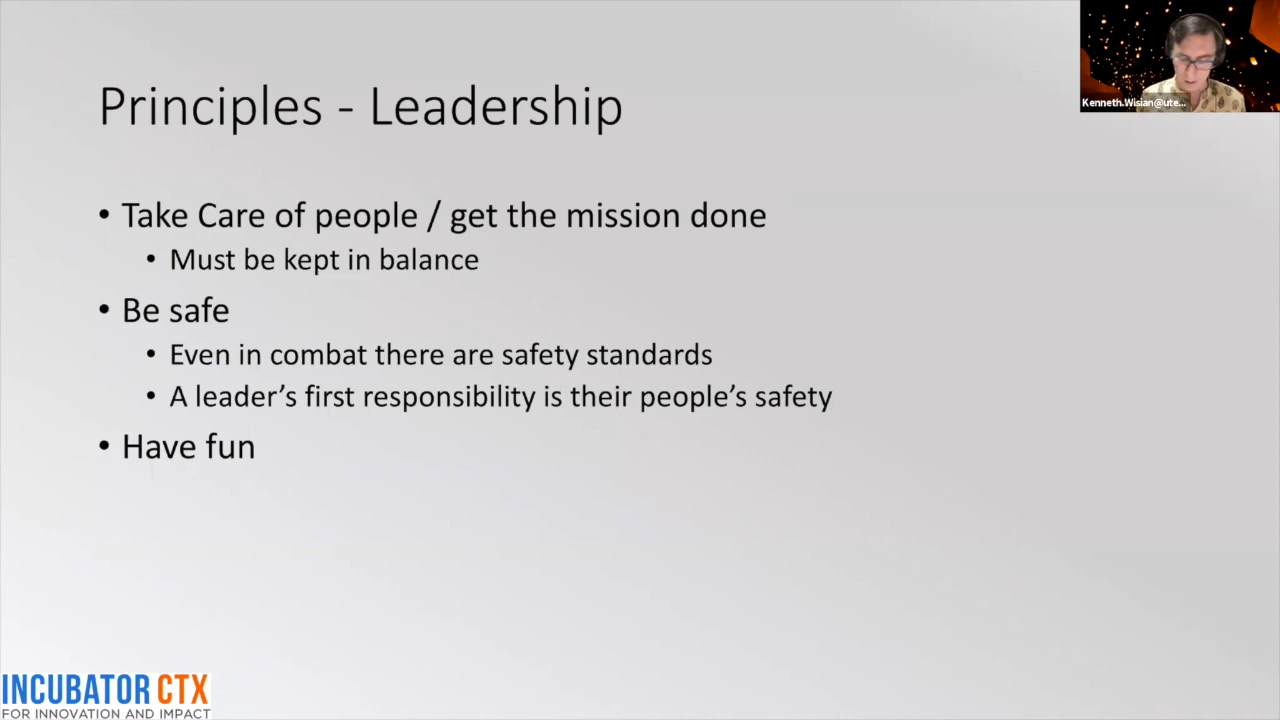 Principles - Leadership
• Take Care of people / get the mission done
• Must be kept in balance
• Be safe
• Even in combat there are safety standards
• A leader’s first responsibility is their people’s safety
• Have fun
Kenneth.Wisian@ute...
INCUBATOR CTX
FOR INNOVATION AND IMPACT